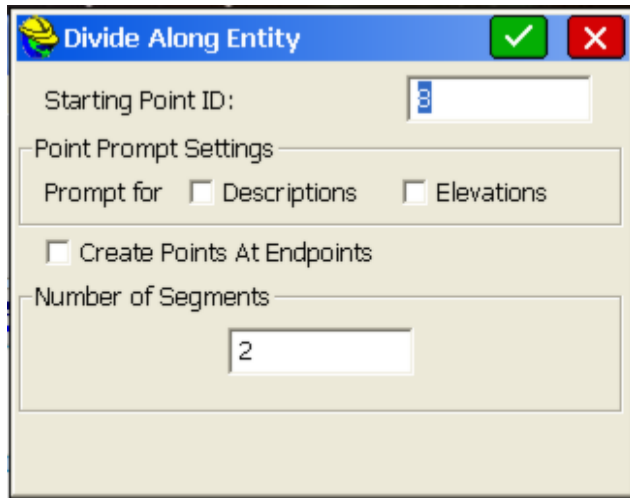 Divide Along Entity
Starting Point ID: 8
Point Prompt Settings
Prompt for Descriptions Elevations
Create Points At Endpoints
Number of Segments
2